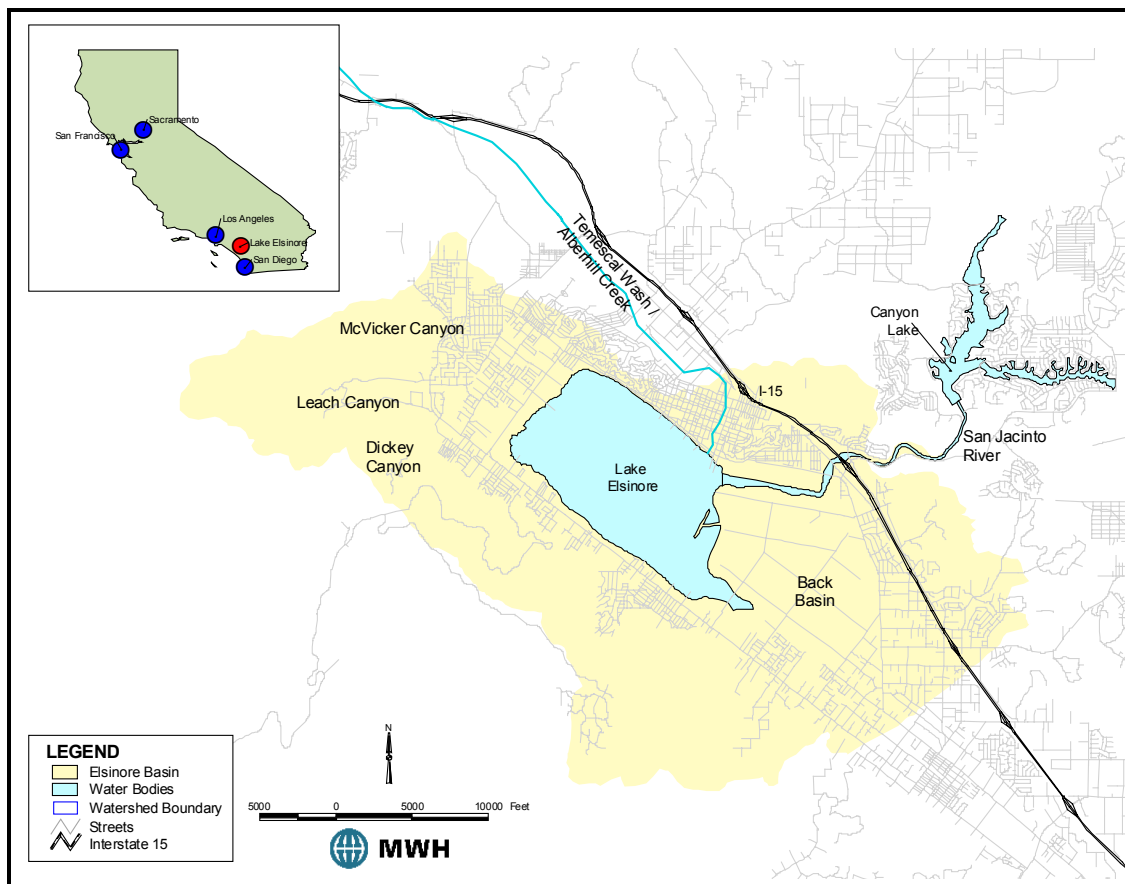 Sacramento
San Francisco
Los Angeles
Lake Elsinore
San Diego
Temescal Wash /
Alberhill Creek
McVicker Canyon
Leach Canyon
Dickey
Canyon
Canyon
Lake
I-15
San Jacinto
River
Lake
Elsinore
Back
Basin
LEGEND
Elsinore Basin
Water Bodies
Watershed Boundary
Streets
Interstate 15
N
5000 0 5000 10000 Feet
MWH